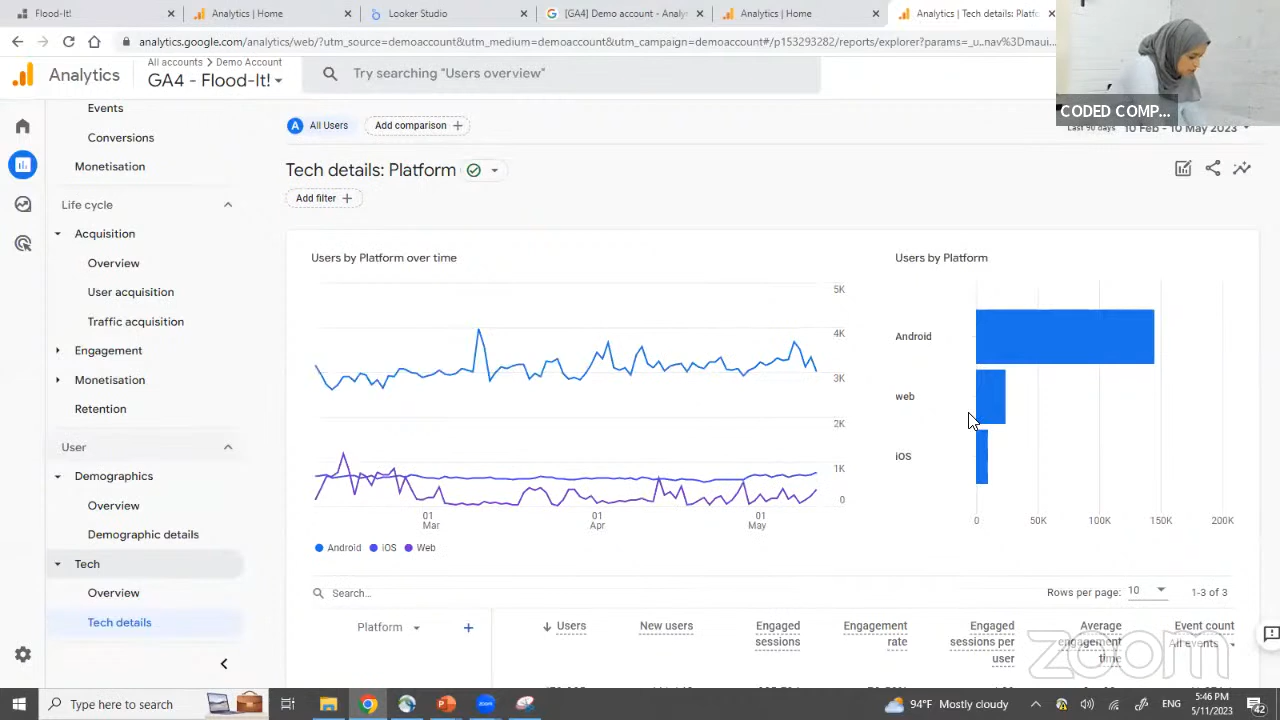 Flood-It!
Analytics | Home
Looker Studio
[GA4] Demo account - Analy
Analytics | Home
Analytics | Tech details: Platf
analytics.google.com/analytics/web/?utm_source=demoaccount&utm_medium=demoaccount&utm_campaign=demoaccount#/p153293282/reports/explorer?params=_u..nav%3Dmaui...
Analytics
All accounts > Demo Account
GA4 - Flood-It!
Try searching "Users overview"
CODED COMP...
Events
Conversions
Monetisation
Life cycle
Acquisition
Overview
User acquisition
Traffic acquisition
Engagement
Monetisation
Retention
User
Demographics
Overview
Demographic details
Tech
Overview
Tech details
A All Users
Add comparison +
Last 90 days 10 Feb - 10 May 2023
Tech details: Platform
Add filter +
Users by Platform over time
5K
4K
3K
2K
1K
0
01 Mar
01 Apr
01 May
Android iOS Web
Users by Platform
Android
web
iOS
0 50K 100K 150K 200K
Search...
Rows per page: 10
1-3 of 3
Platform
Users
New users
Engaged sessions
Engagement rate
Engaged sessions per user
Average engagement time
Event count
All events
zoom
Type here to search
94°F Mostly cloudy
ENG
5:46 PM
5/11/2023
42